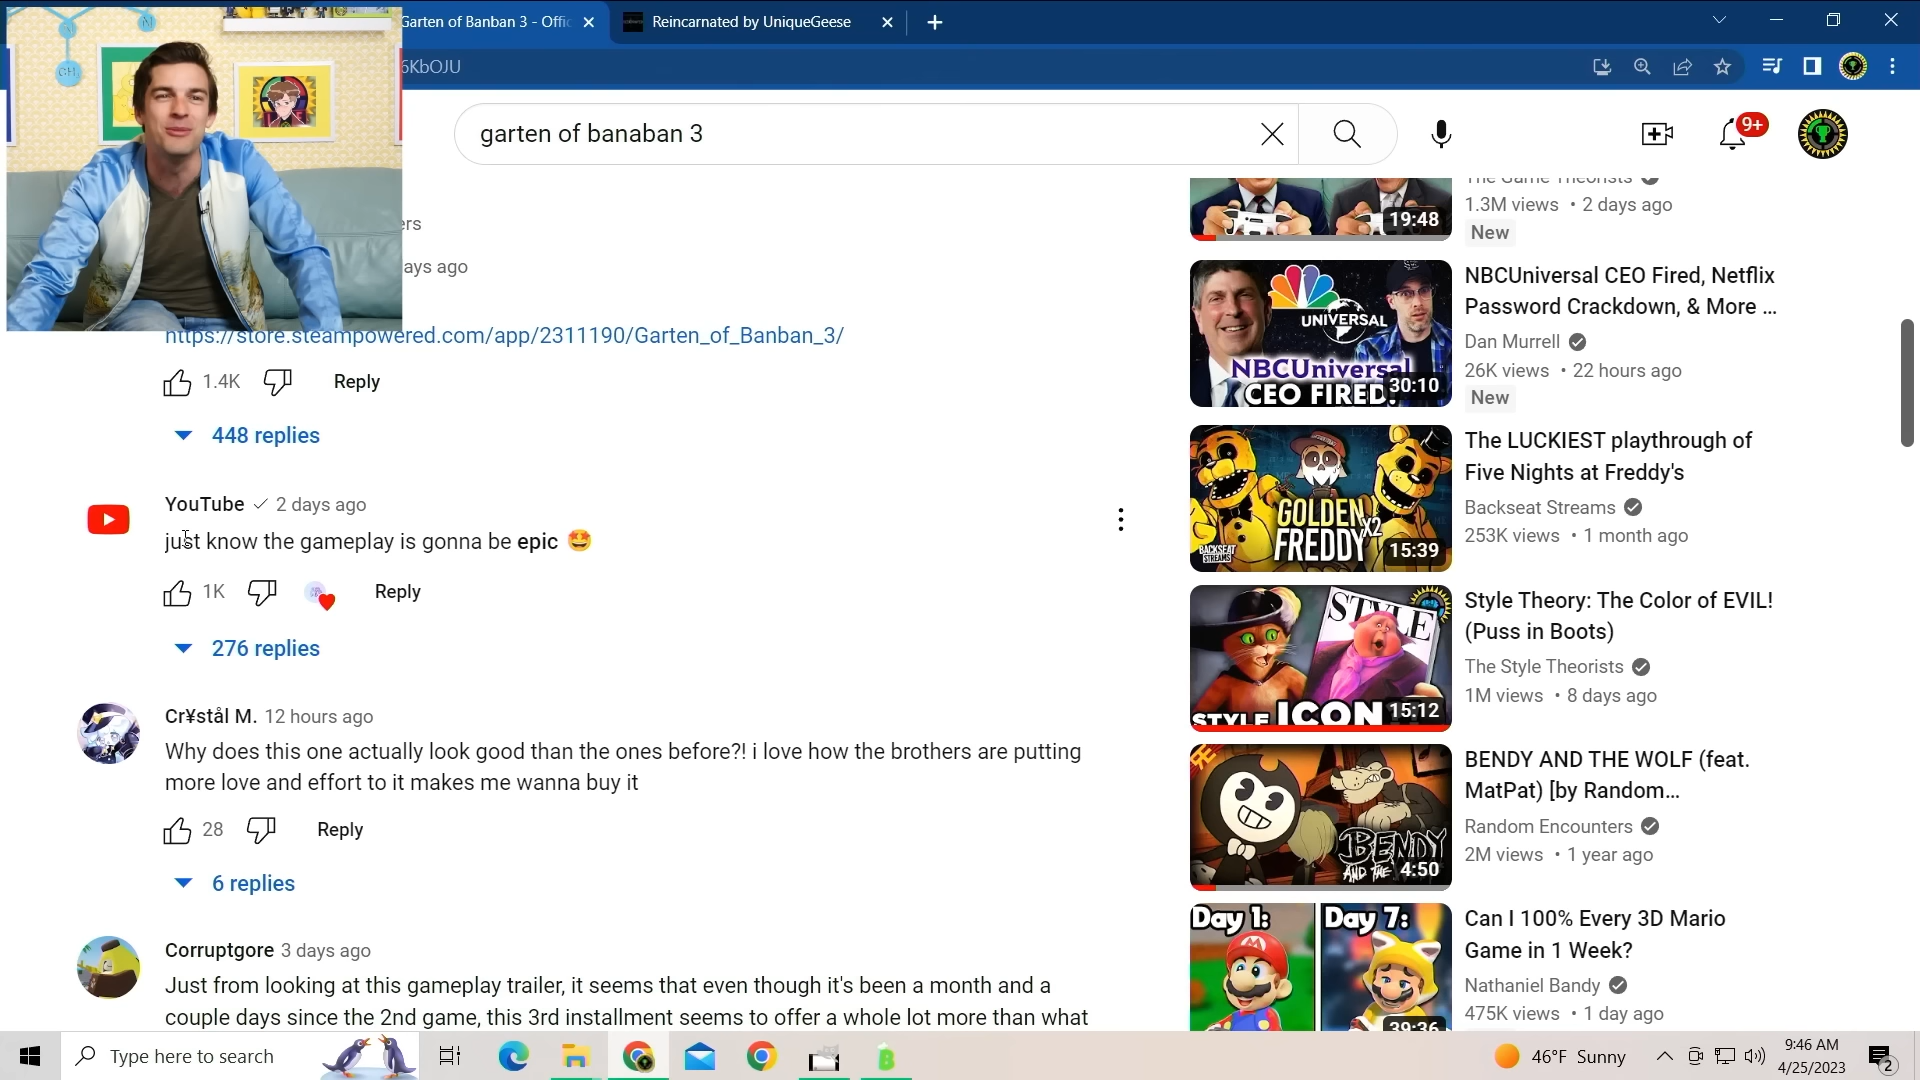 Garten of Banban 3 - Offic
Reincarnated by UniqueGeese
6KbOJU
garten of banaban 3
9+
ers
ays ago
https://store.steampowered.com/app/2311190/Garten_of_Banban_3/
1.4K
Reply
448 replies
YouTube 2 days ago
just know the gameplay is gonna be epic 🤩
1K
Reply
276 replies
Cr¥stål M. 12 hours ago
Why does this one actually look good than the ones before?! i love how the brothers are putting
more love and effort to it makes me wanna buy it
28
Reply
6 replies
Corruptgore 3 days ago
Just from looking at this gameplay trailer, it seems that even though it's been a month and a
couple days since the 2nd game, this 3rd installment seems to offer a whole lot more than what
19:48
The Game Theorists
1.3M views • 2 days ago
New
UNIVERSAL
NBCUniversal
CEO FIRED!
30:10
NBCUniversal CEO Fired, Netflix
Password Crackdown, & More ...
Dan Murrell
26K views • 22 hours ago
New
GOLDEN
FREDDY X2
BACKSEAT
STREAMS
15:39
The LUCKIEST playthrough of
Five Nights at Freddy's
Backseat Streams
253K views • 1 month ago
STYLE
STYLE ICON
15:12
Style Theory: The Color of EVIL!
(Puss in Boots)
The Style Theorists
1M views • 8 days ago
BENDY
AND THE
4:50
BENDY AND THE WOLF (feat.
MatPat) [by Random...
Random Encounters
2M views • 1 year ago
Day 1:
Day 7:
39:36
Can I 100% Every 3D Mario
Game in 1 Week?
Nathaniel Bandy
475K views • 1 day ago
Type here to search
46°F Sunny
9:46 AM
4/25/2023
2